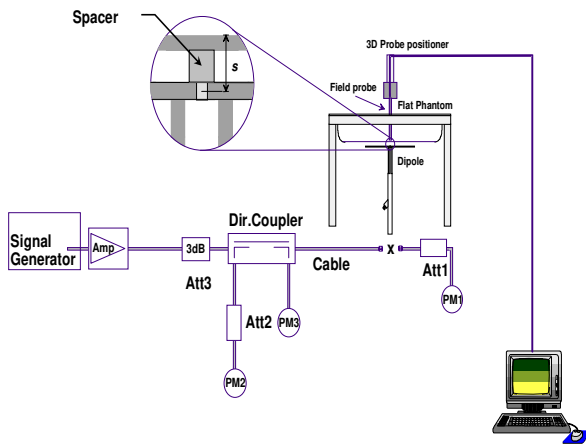 Spacer
s
3D Probe positioner
Field probe
Flat Phantom
Dipole
Dir.Coupler
Signal
Generator
Amp
3dB
Cable
x
Att1
Att3
PM1
Att2
PM3
PM2